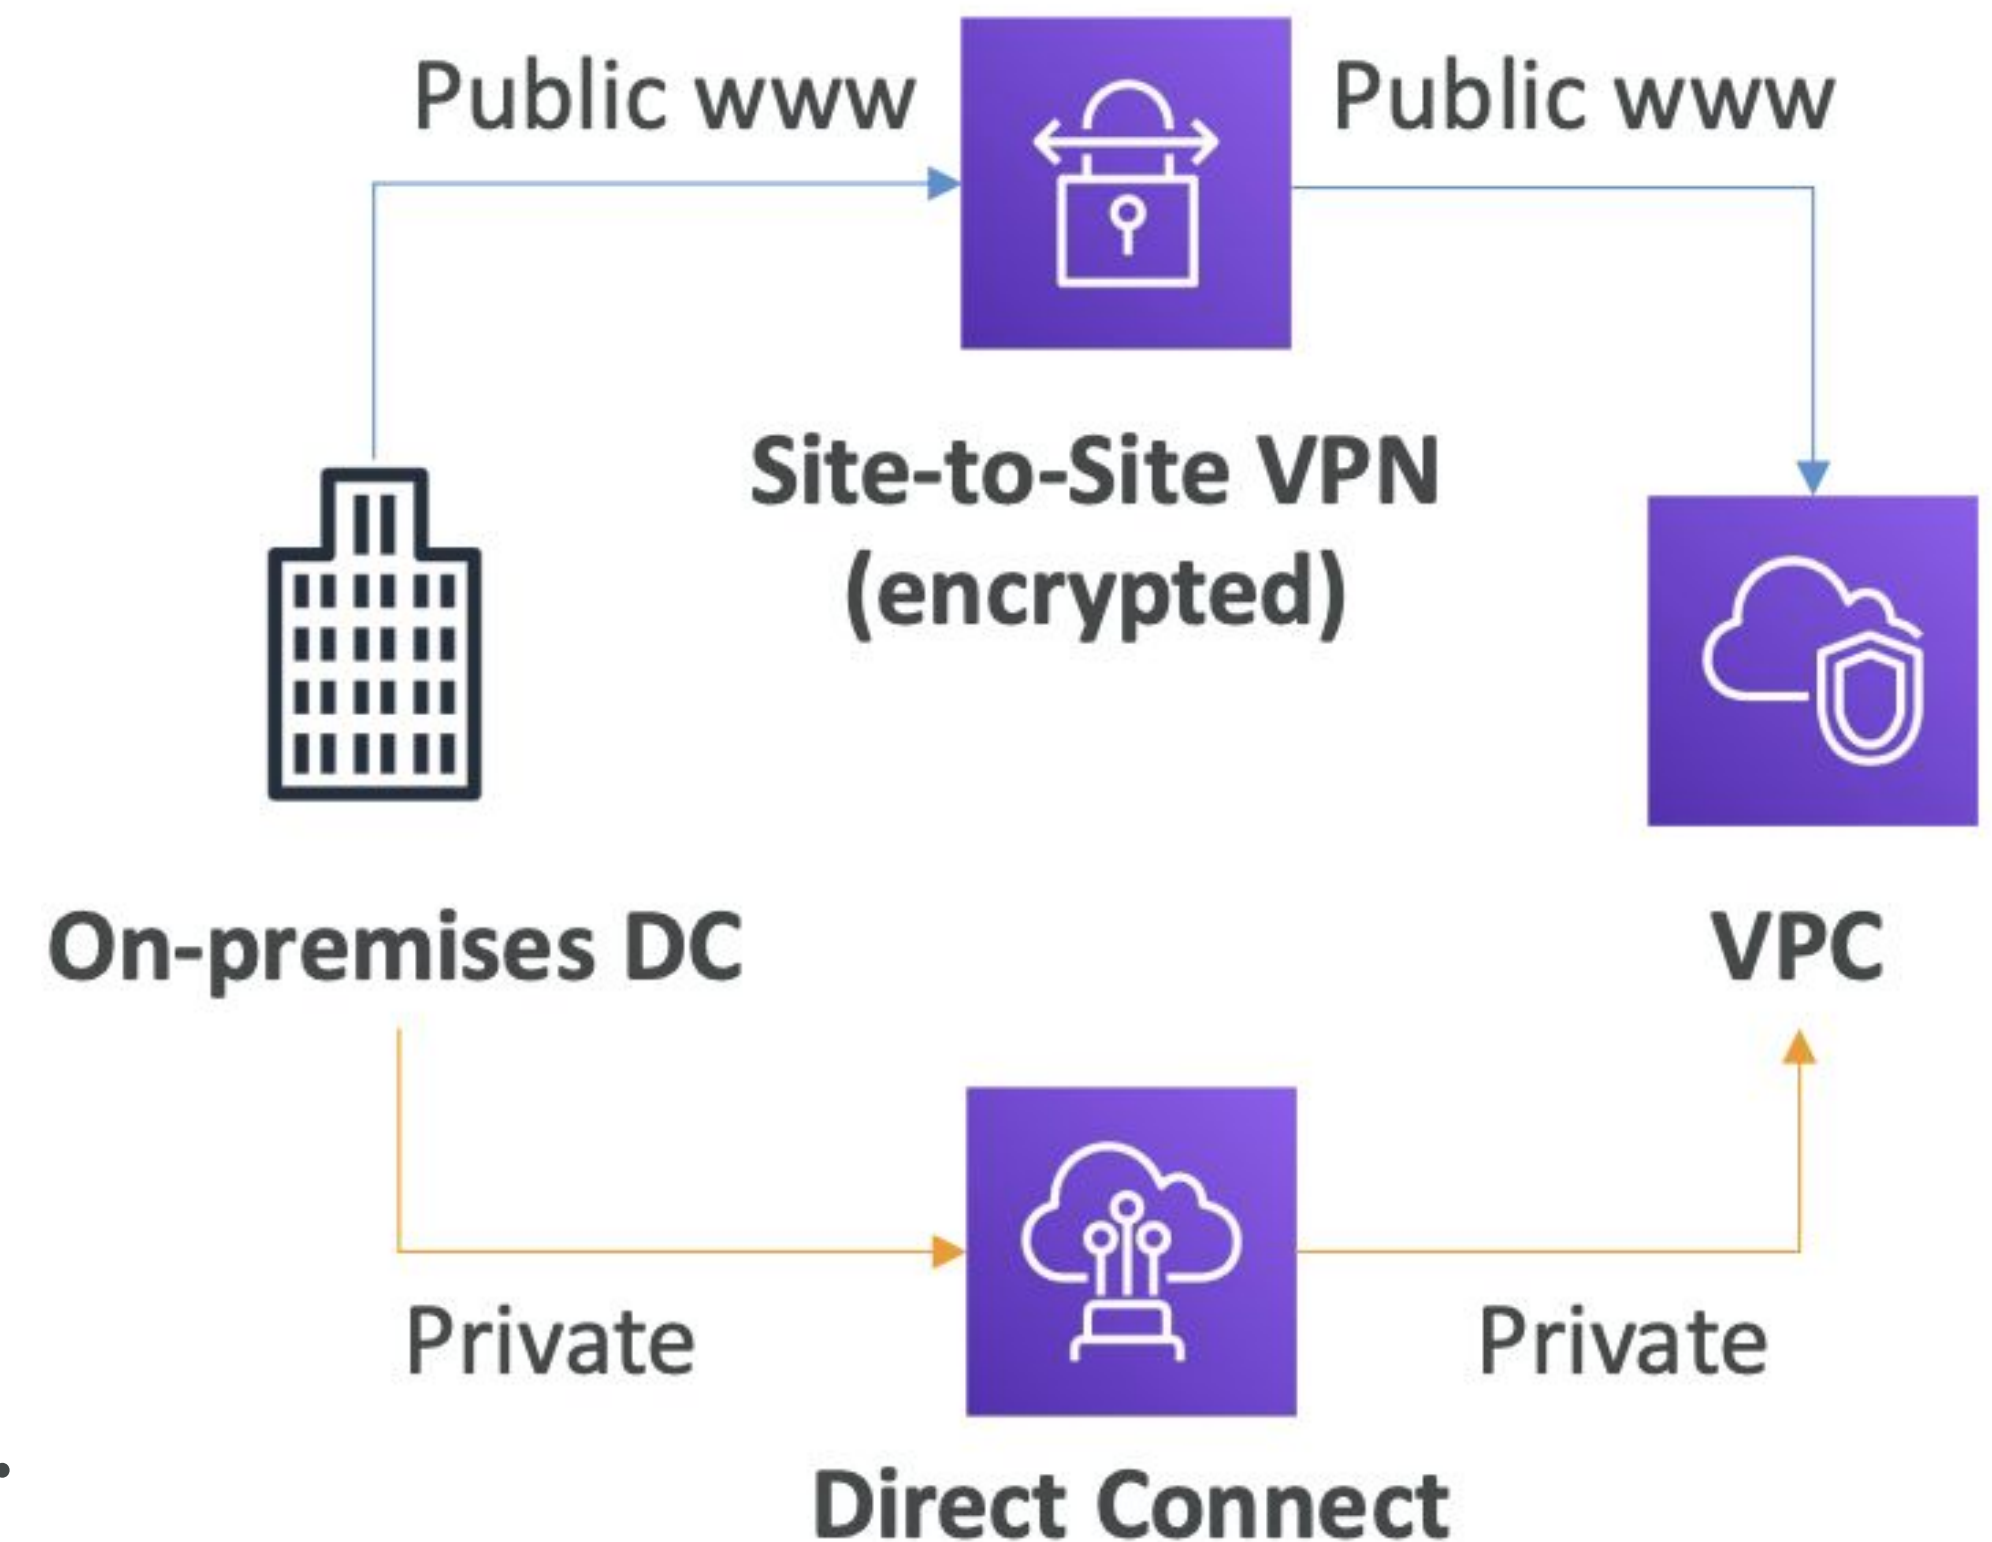 Public www
Public www
Site-to-Site VPN
(encrypted)
On-premises DC
VPC
Private
Private
Direct Connect